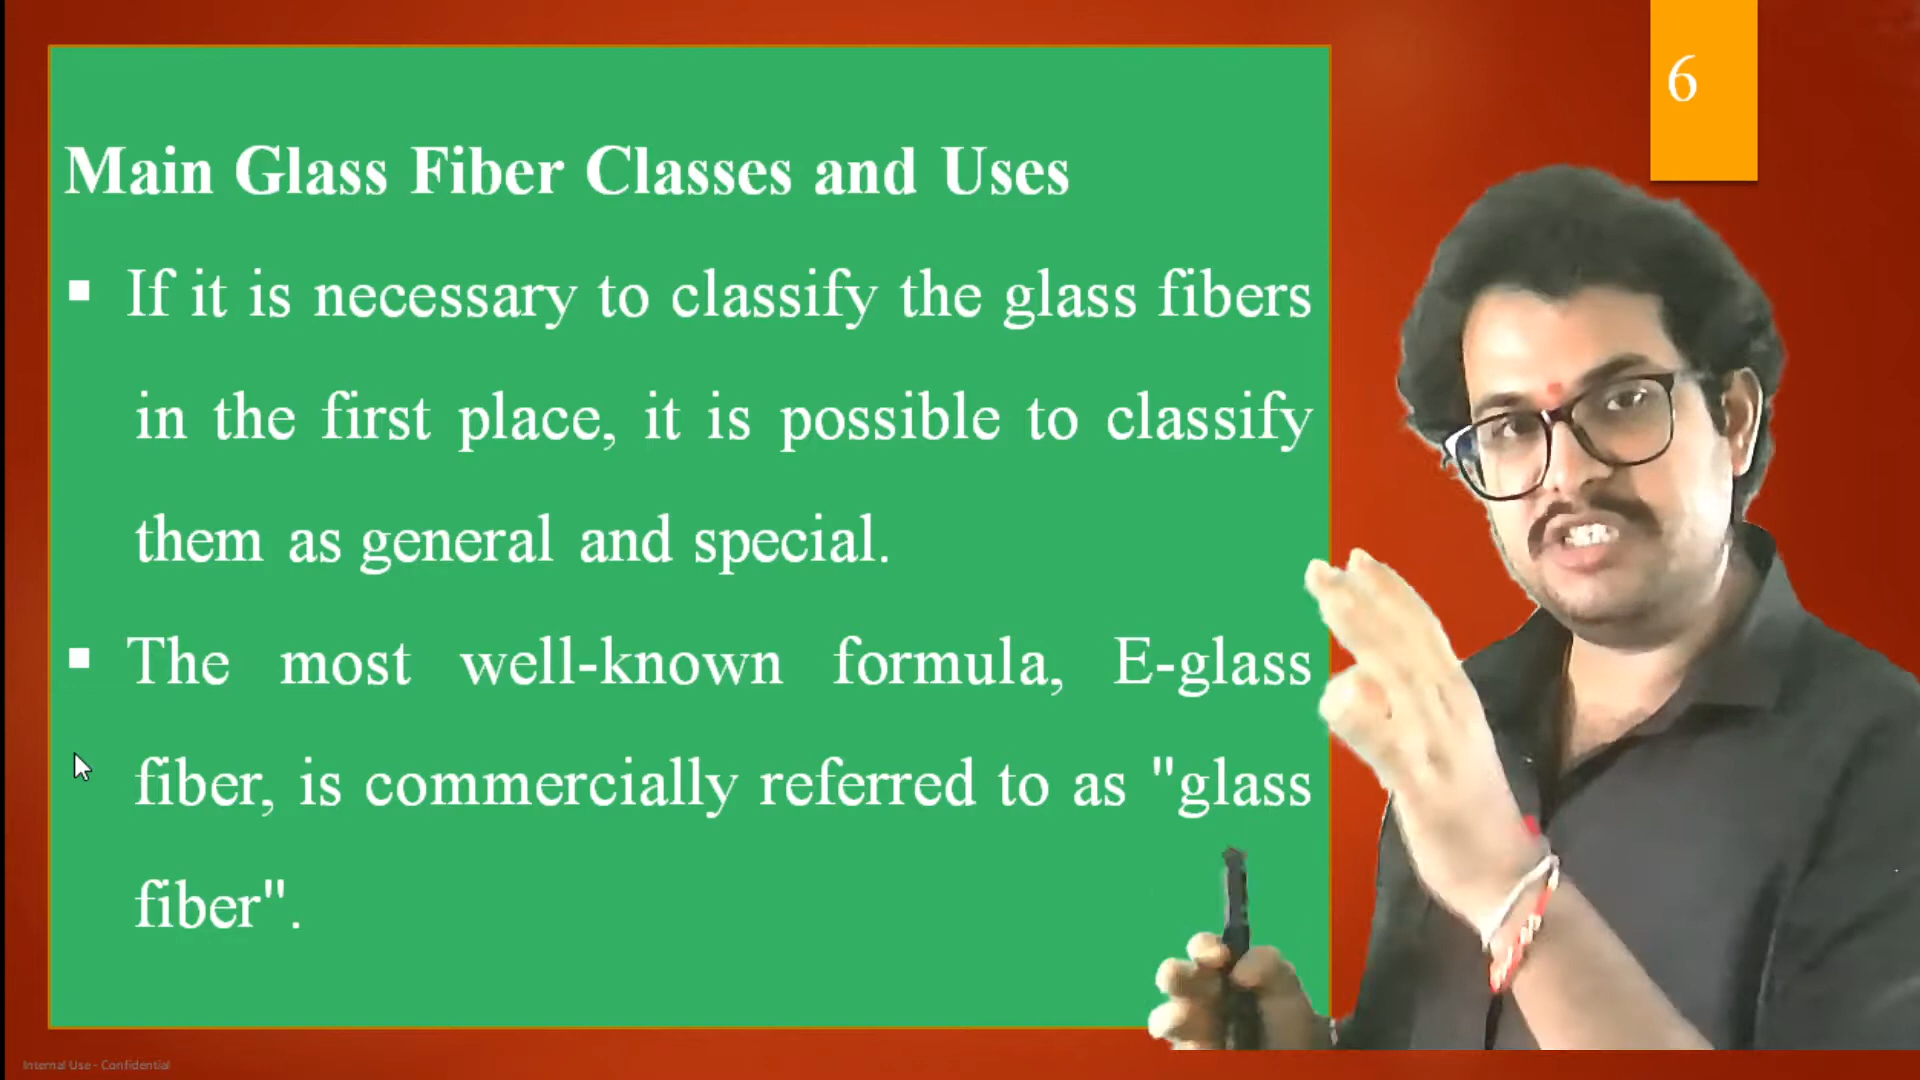 6
Main Glass Fiber Classes and Uses
▪ If it is necessary to classify the glass fibers
in the first place, it is possible to classify
them as general and special.
▪ The most well-known formula, E-glass
fiber, is commercially referred to as "glass
fiber".
Internal Use - Confidential